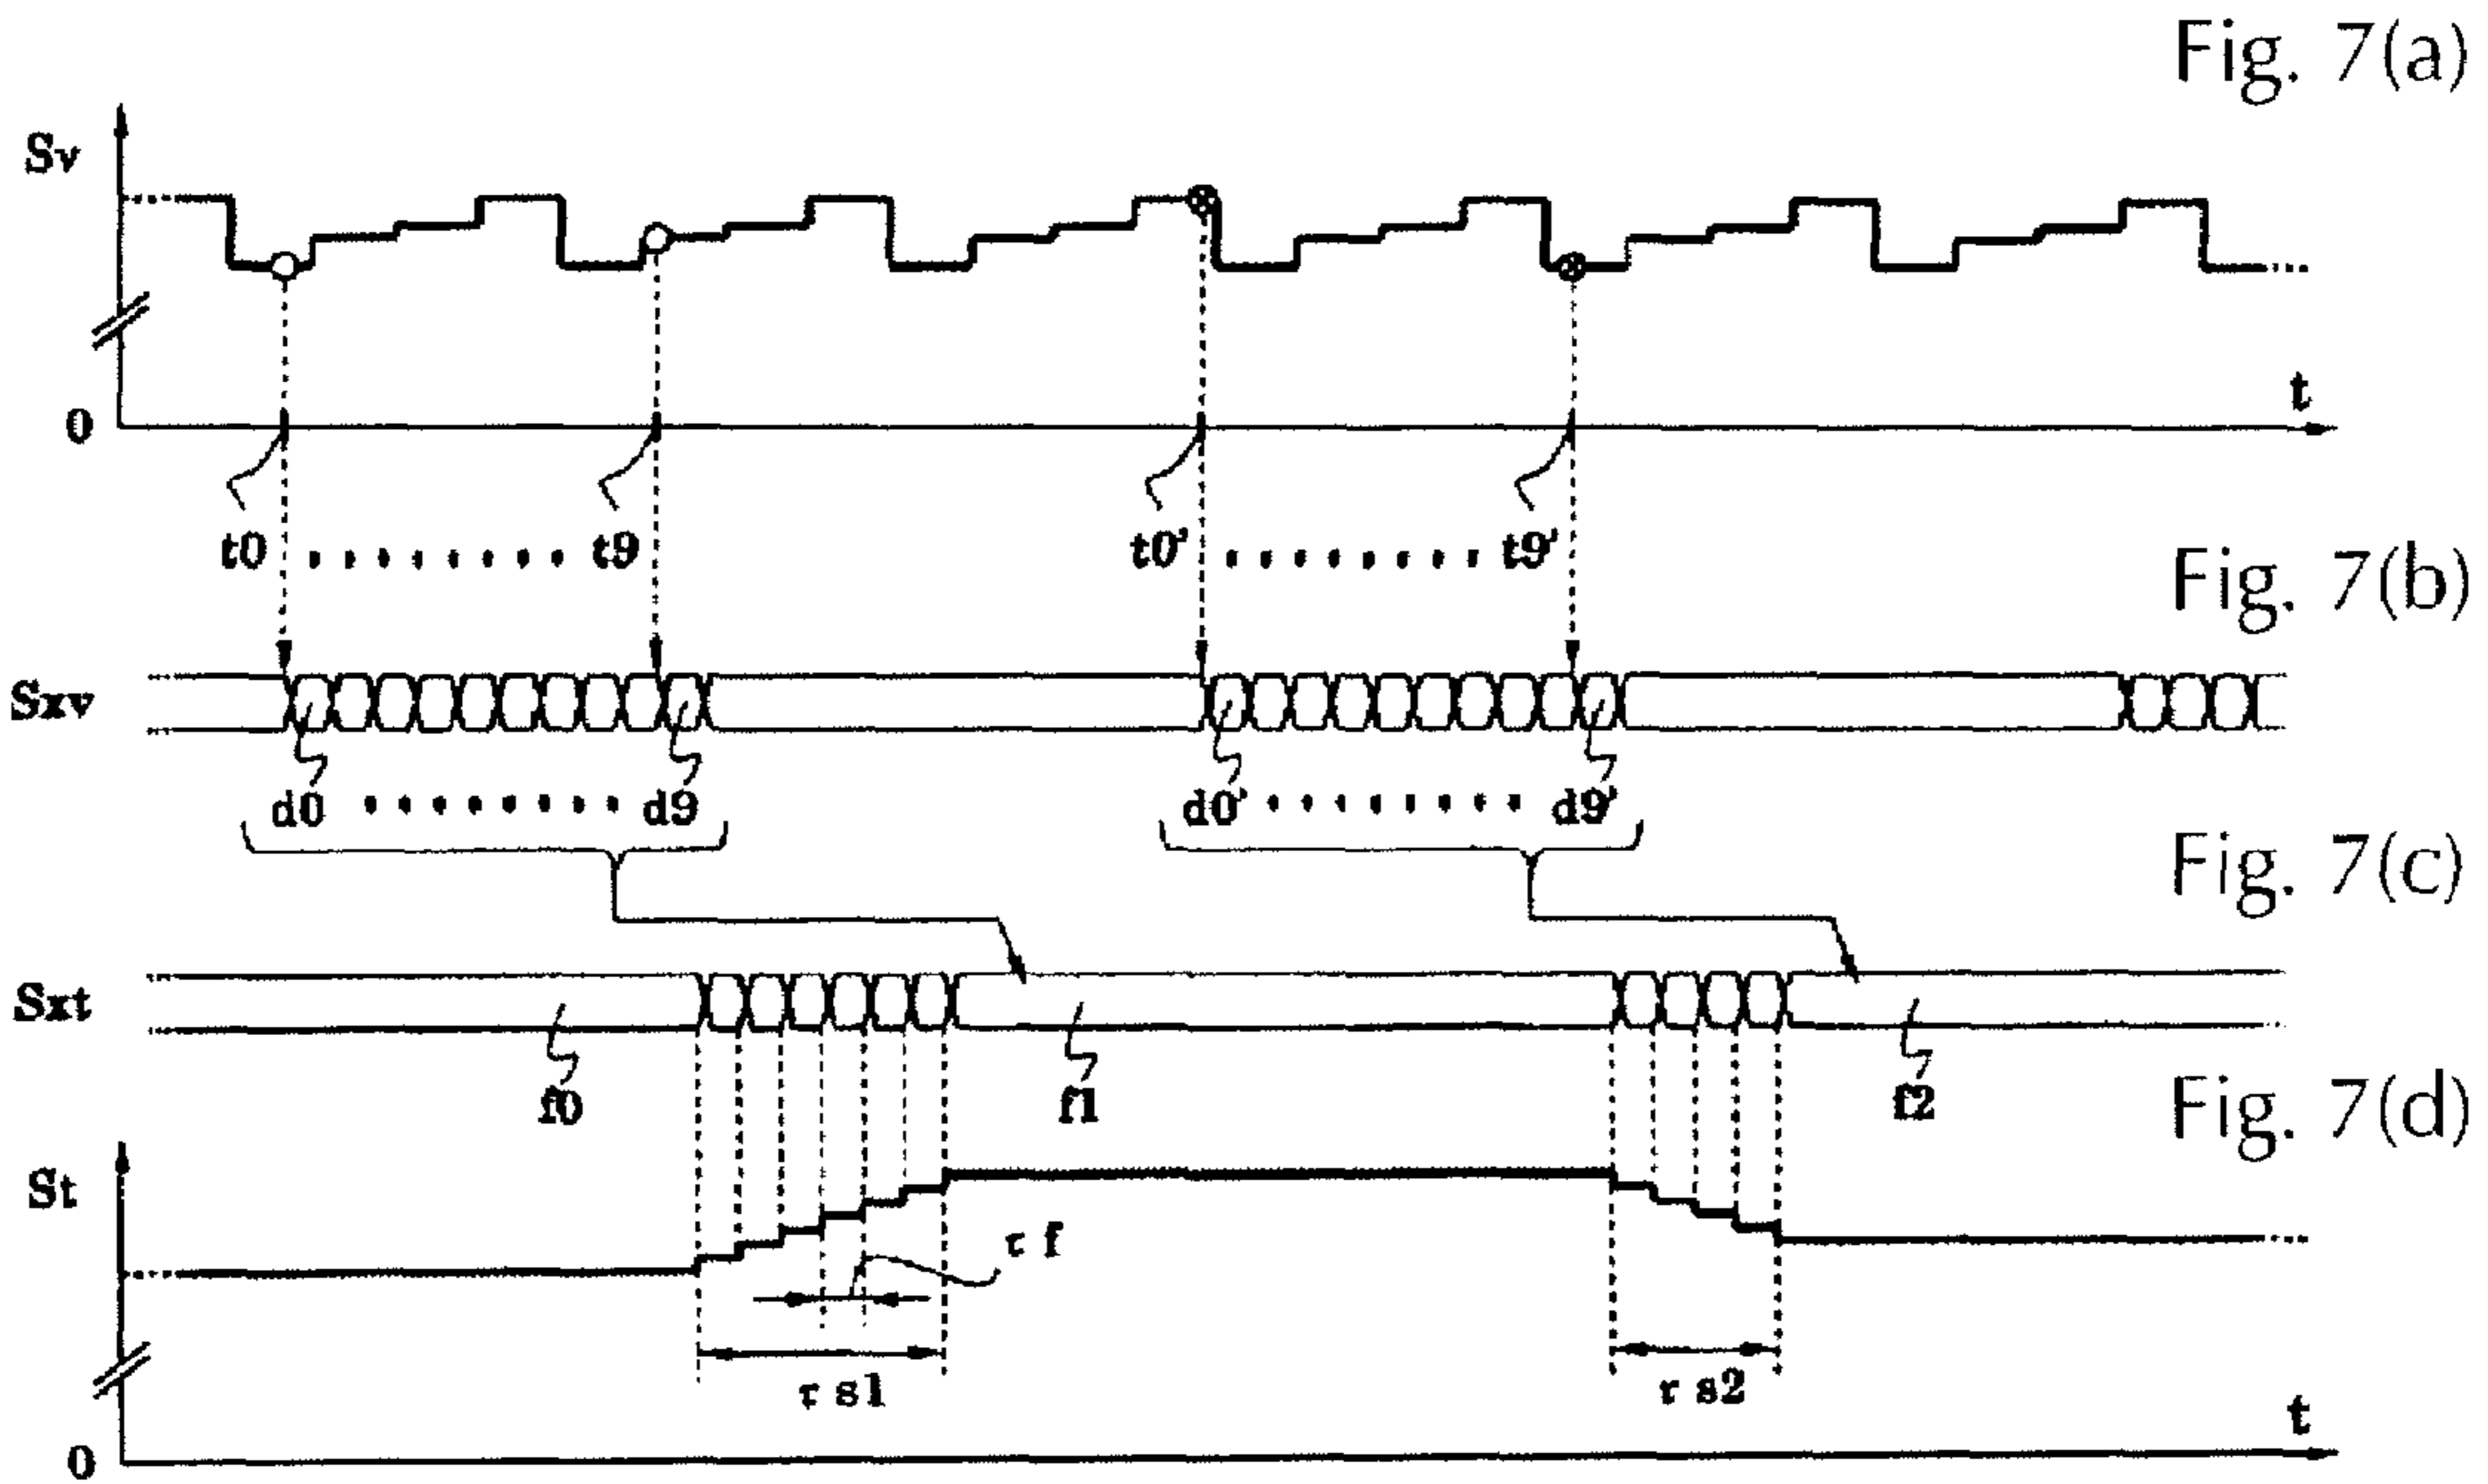 Fig. 7(a)
Sv
0
t
t0 ........ t9
t0' ........ t9'
Fig. 7(b)
Sxv
d0 ........ d9
d0' ........ d9'
Fig. 7(c)
Sxt
f0
f1
f2
Fig. 7(d)
St
τ f
τ s1
τ s2
t
0